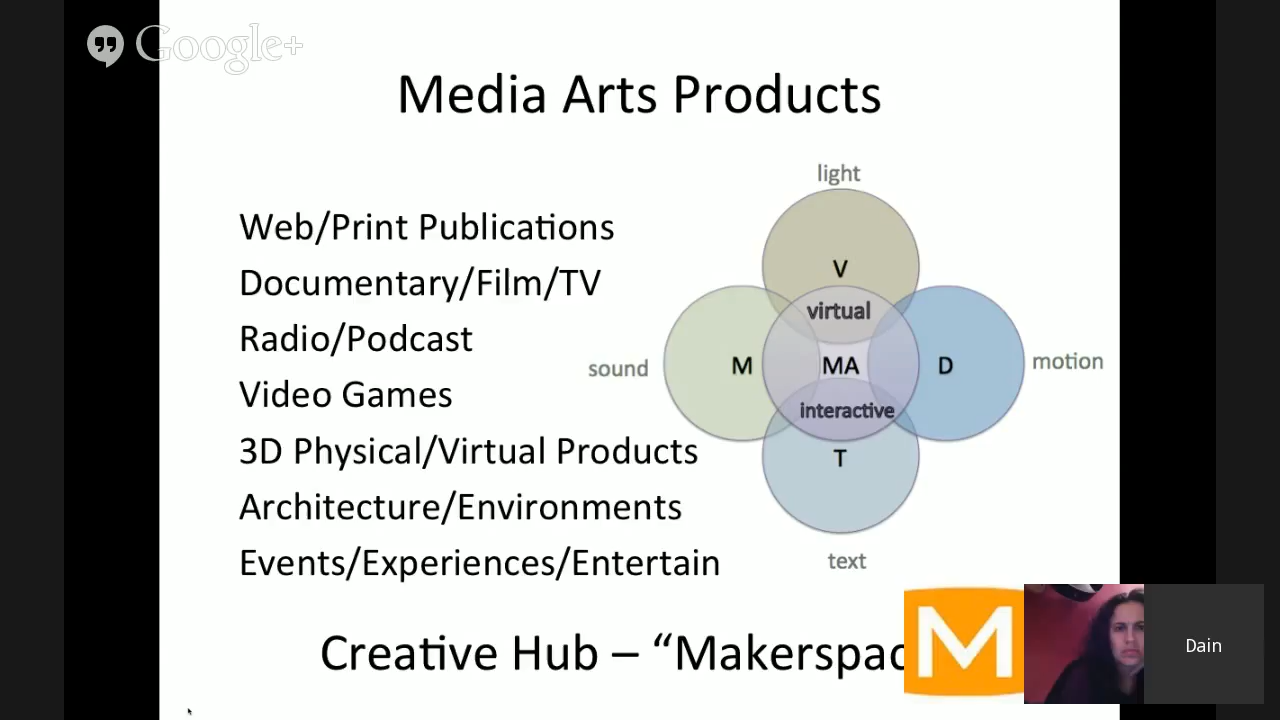 Google+
Media Arts Products
light
Web/Print Publications
V
Documentary/Film/TV
virtual
Radio/Podcast
sound
M
MA
D
motion
Video Games
interactive
3D Physical/Virtual Products
T
Architecture/Environments
Events/Experiences/Entertain
text
Creative Hub – “Makerspac
M
Dain